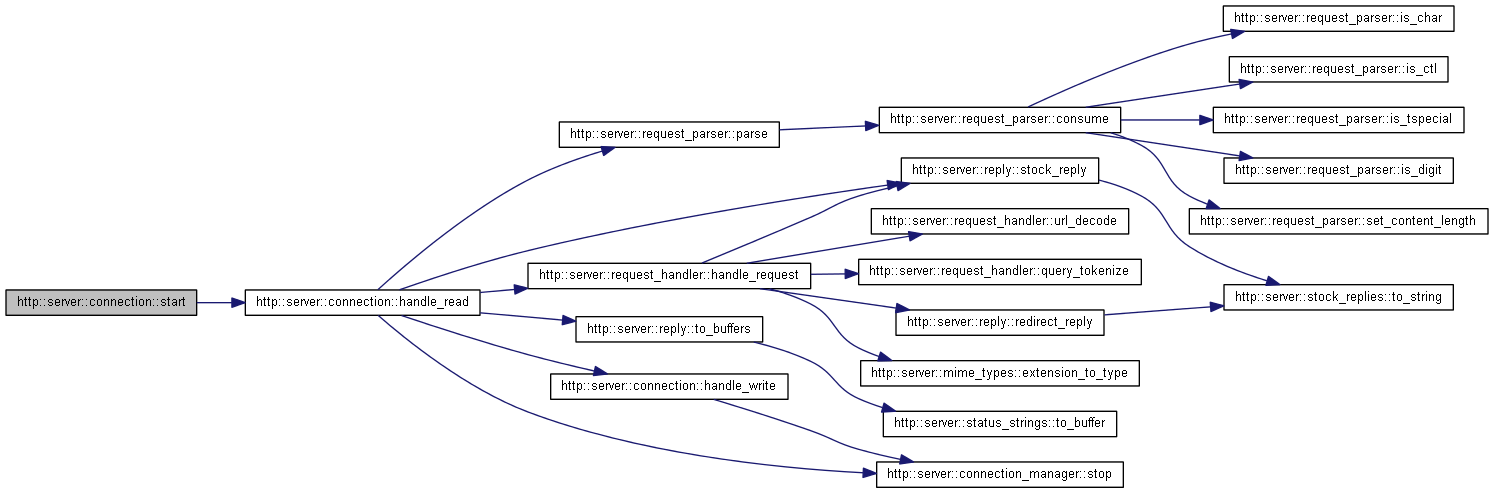 http::server::request_parser::is_char
http::server::request_parser::is_ctl
http::server::request_parser::parse
http::server::request_parser::consume
http::server::request_parser::is_tspecial
http::server::reply::stock_reply
http::server::request_parser::is_digit
http::server::request_handler::url_decode
http::server::request_parser::set_content_length
http::server::request_handler::handle_request
http::server::request_handler::query_tokenize
http::server::connection::start
http::server::connection::handle_read
http::server::stock_replies::to_string
http::server::reply::to_buffers
http::server::reply::redirect_reply
http::server::mime_types::extension_to_type
http::server::connection::handle_write
http::server::status_strings::to_buffer
http::server::connection_manager::stop